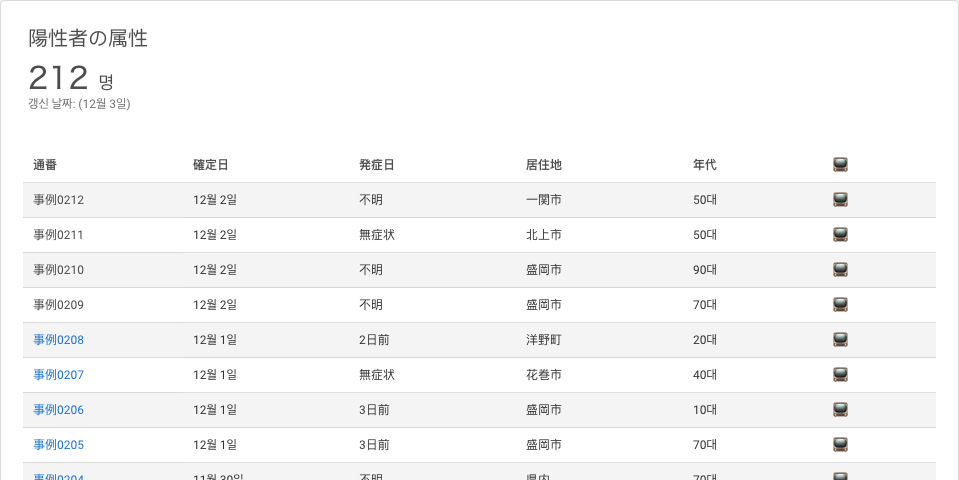 陽性者の属性
212 명
갱신 날짜: (12월 3일)
通番 確定日 発症日 居住地 年代
事例0212 12월 2일 不明 一関市 50대
事例0211 12월 2일 無症状 北上市 50대
事例0210 12월 2일 不明 盛岡市 90대
事例0209 12월 2일 不明 盛岡市 70대
事例0208 12월 1일 2日前 洋野町 20대
事例0207 12월 1일 無症状 花巻市 40대
事例0206 12월 1일 3日前 盛岡市 10대
事例0205 12월 1일 3日前 盛岡市 70대
事例0204 11월 30일 不明 県内 70대